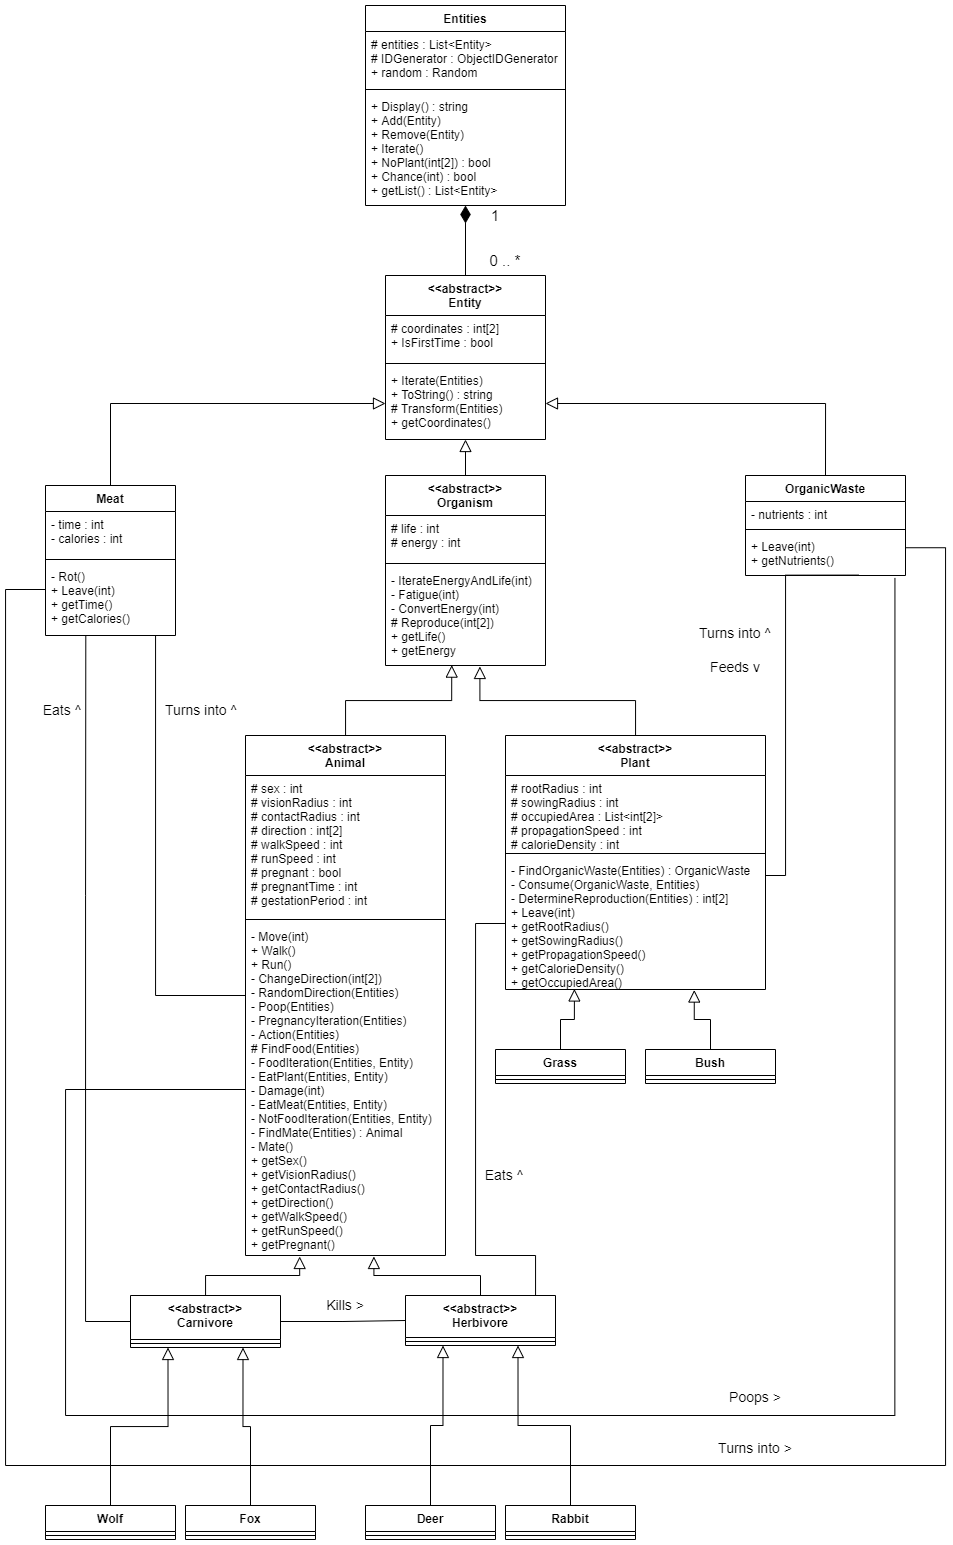 Entities
# entities : List<Entity>
# IDGenerator : ObjectIDGenerator
+ random : Random
+ Display() : string
+ Add(Entity)
+ Remove(Entity)
+ Iterate()
+ NoPlant(int[2]) : bool
+ Chance(int) : bool
+ getList() : List<Entity>
1
0 .. *
<<abstract>>
Entity
# coordinates : int[2]
+ IsFirstTime : bool
+ Iterate(Entities)
+ ToString() : string
# Transform(Entities)
+ getCoordinates()
Meat
- time : int
- calories : int
- Rot()
+ Leave(int)
+ getTime()
+ getCalories()
<<abstract>>
Organism
# life : int
# energy : int
- IterateEnergyAndLife(int)
- Fatigue(int)
- ConvertEnergy(int)
# Reproduce(int[2])
+ getLife()
+ getEnergy
OrganicWaste
- nutrients : int
+ Leave(int)
+ getNutrients()
Turns into ^
Feeds v
Eats ^
Turns into ^
<<abstract>>
Animal
# sex : int
# visionRadius : int
# contactRadius : int
# direction : int[2]
# walkSpeed : int
# runSpeed : int
# pregnant : bool
# pregnantTime : int
# gestationPeriod : int
- Move(int)
+ Walk()
+ Run()
- ChangeDirection(int[2])
- RandomDirection(Entities)
- Poop(Entities)
- PregnancyIteration(Entities)
- Action(Entities)
# FindFood(Entities)
- FoodIteration(Entities, Entity)
- EatPlant(Entities, Entity)
- Damage(int)
- EatMeat(Entities, Entity)
- NotFoodIteration(Entities, Entity)
- FindMate(Entities) : Animal
- Mate()
+ getSex()
+ getVisionRadius()
+ getContactRadius()
+ getDirection()
+ getWalkSpeed()
+ getRunSpeed()
+ getPregnant()
<<abstract>>
Plant
# rootRadius : int
# sowingRadius : int
# occupiedArea : List<int[2]>
# propagationSpeed : int
# calorieDensity : int
- FindOrganicWaste(Entities) : OrganicWaste
- Consume(OrganicWaste, Entities)
- DetermineReproduction(Entities) : int[2]
+ Leave(int)
+ getRootRadius()
+ getSowingRadius()
+ getPropagationSpeed()
+ getCalorieDensity()
+ getOccupiedArea()
Grass
Bush
Eats ^
<<abstract>>
Carnivore
Kills >
<<abstract>>
Herbivore
Poops >
Turns into >
Wolf
Fox
Deer
Rabbit